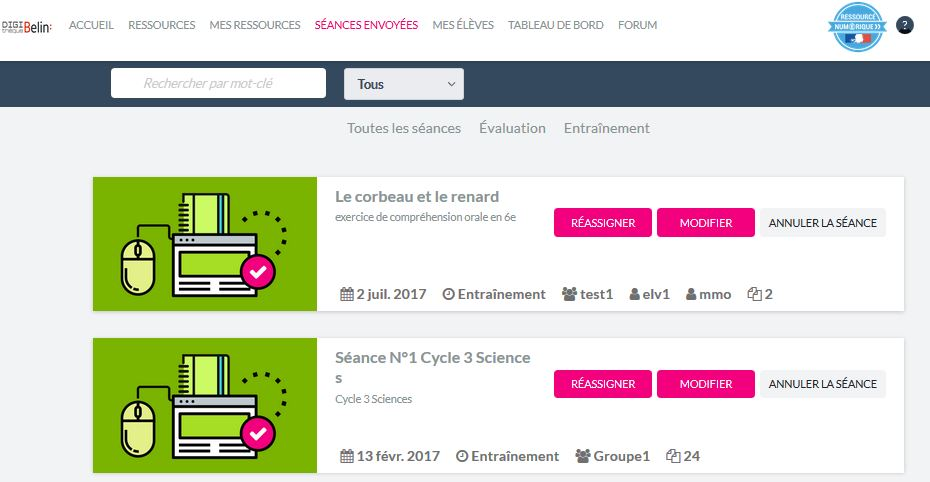 DIGI thèque Belin: ACCUEIL RESSOURCES MES RESSOURCES SÉANCES ENVOYÉES MES ÉLÈVES TABLEAU DE BORD FORUM RESSOURCE NUMÉRIQUE ?
Rechercher par mot-clé Tous
Toutes les séances Évaluation Entraînement
Le corbeau et le renard
exercice de compréhension orale en 6e
RÉASSIGNER MODIFIER ANNULER LA SÉANCE
2 juil. 2017 Entraînement test1 elv1 mmo 2
Séance N°1 Cycle 3 Science
s
Cycle 3 Sciences
RÉASSIGNER MODIFIER ANNULER LA SÉANCE
13 févr. 2017 Entraînement Groupe1 24